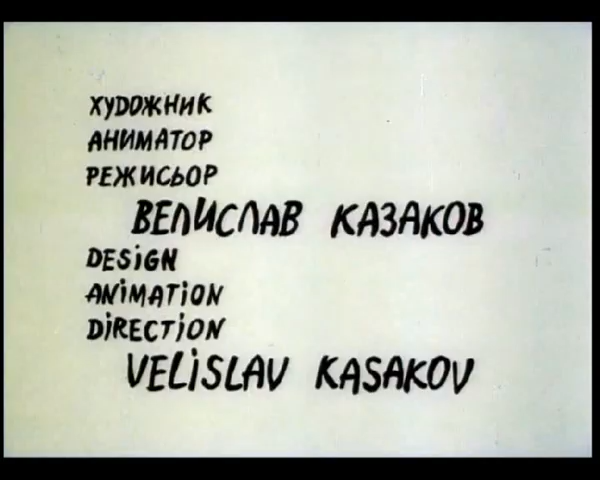 ХУДОЖНИК
АНИМАТОР
РЕЖИСЬОР
ВЕЛИСЛАВ КАЗАКОВ
DESIGN
ANIMATION
DIRECTION
VELISLAV KASAKOV